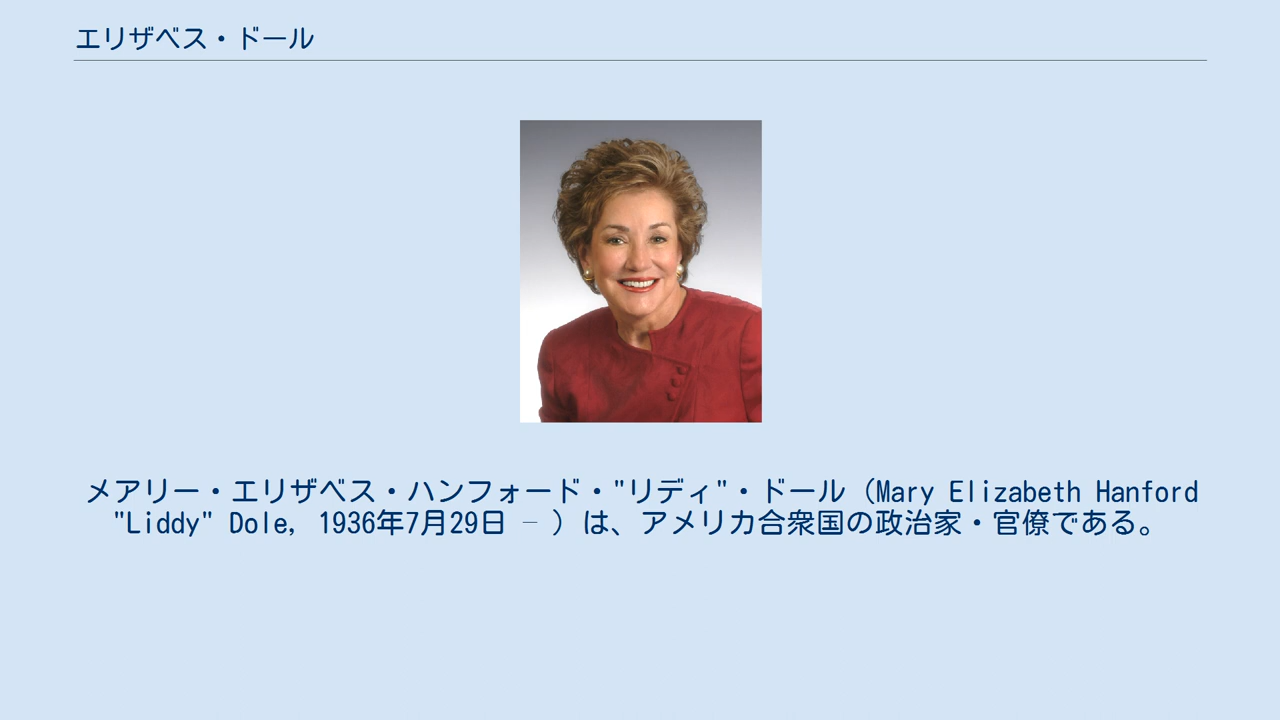 エリザベス・ドール
メアリー・エリザベス・ハンフォード・"リディ"・ドール（Mary Elizabeth Hanford
"Liddy" Dole, 1936年7月29日 – ）は、アメリカ合衆国の政治家・官僚である。